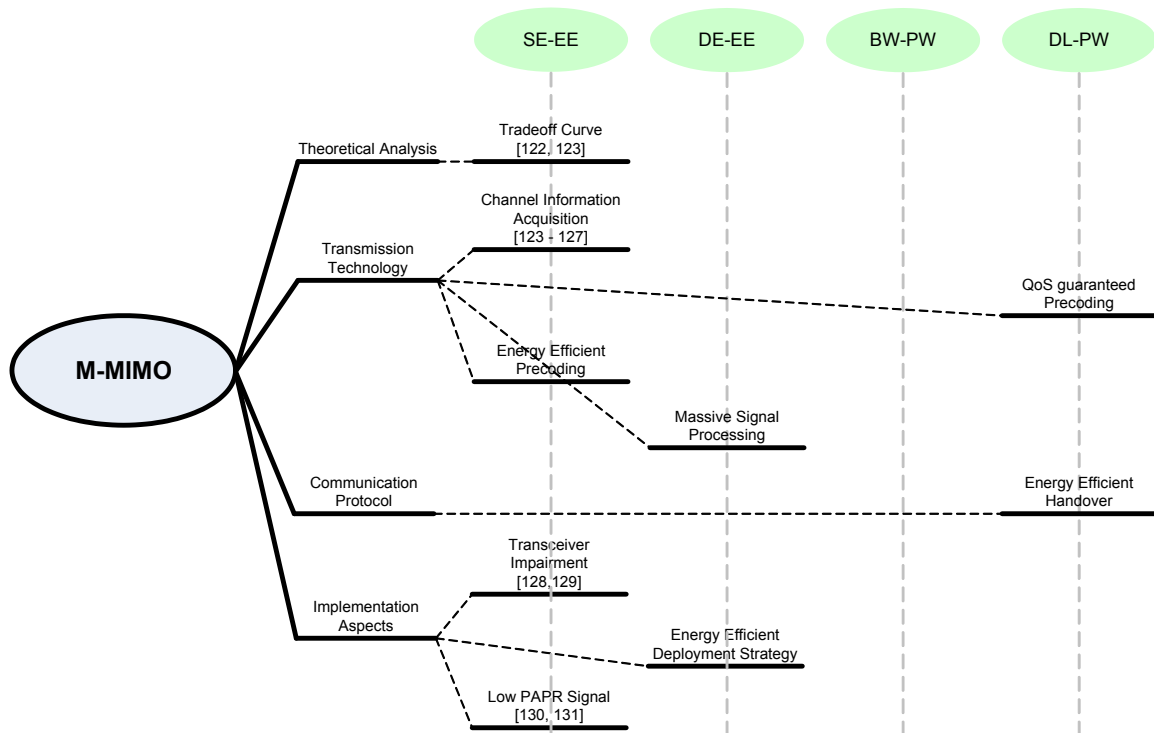 SE-EE
DE-EE
BW-PW
DL-PW
Theoretical Analysis
Tradeoff Curve
[122, 123]
Channel Information
Acquisition
[123 - 127]
Transmission
Technology
QoS guaranteed
Precoding
Energy Efficient
Precoding
M-MIMO
Massive Signal
Processing
Communication
Protocol
Energy Efficient
Handover
Transceiver
Impairment
[128,129]
Implementation
Aspects
Energy Efficient
Deployment Strategy
Low PAPR Signal
[130, 131]